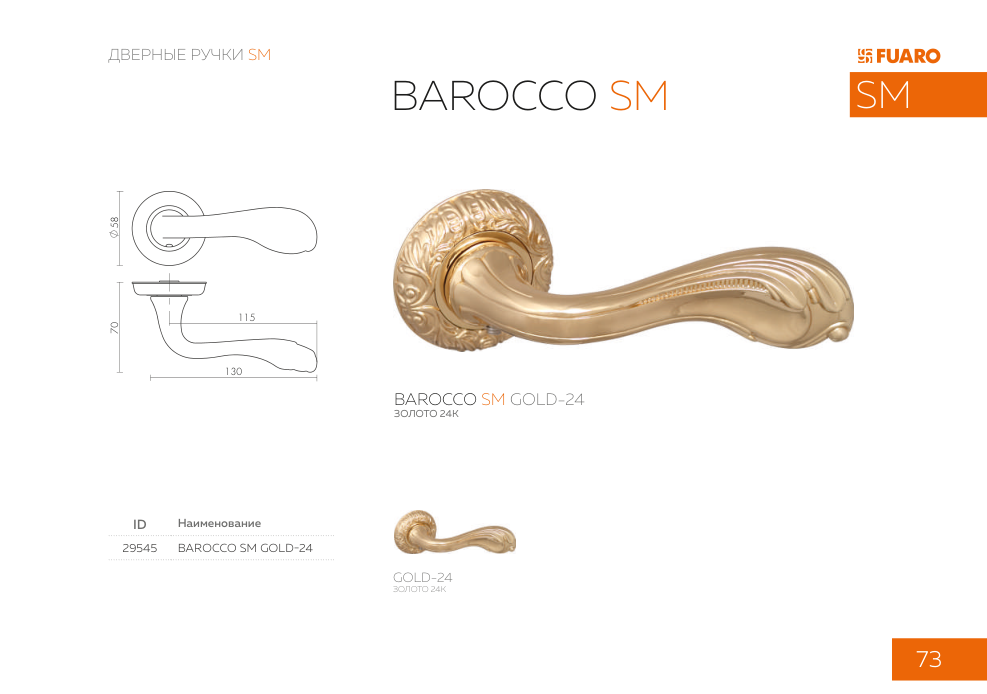 ДВЕРНЫЕ РУЧКИ SM
FUARO
SM
BAROCCO SM
⌀ 58
70
115
130
BAROCCO SM GOLD-24
ЗОЛОТО 24К
ID Наименование
29545 BAROCCO SM GOLD-24
GOLD-24
ЗОЛОТО 24К
73